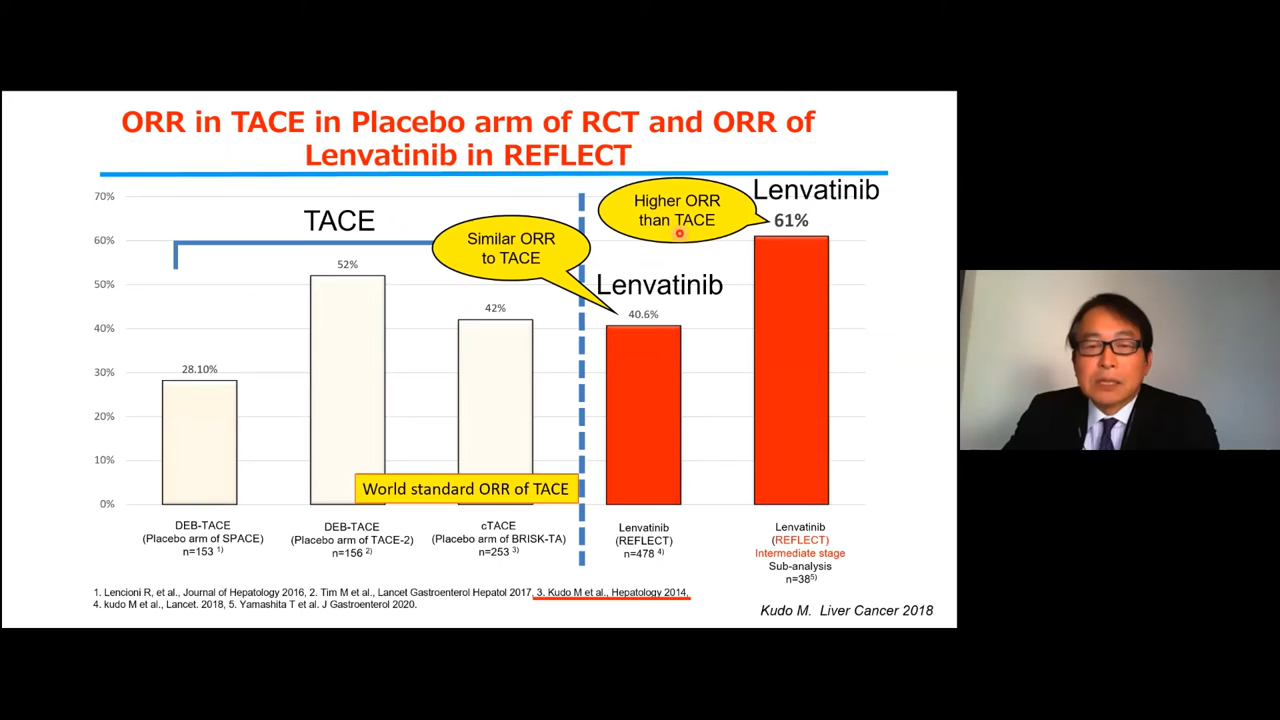 ORR in TACE in Placebo arm of RCT and ORR of
Lenvatinib in REFLECT
70%
60%
50%
40%
30%
20%
10%
0%
TACE
Similar ORR
to TACE
Higher ORR
than TACE
Lenvatinib
61%
Lenvatinib
28.10%
52%
42%
40.6%
World standard ORR of TACE
DEB-TACE
(Placebo arm of SPACE)
n=153 1)
DEB-TACE
(Placebo arm of TACE-2)
n=156 2)
cTACE
(Placebo arm of BRISK-TA)
n=253 3)
Lenvatinib
(REFLECT)
n=478 4)
Lenvatinib
(REFLECT)
Intermediate stage
Sub-analysis
n=385)
1. Lencioni R, et al., Journal of Hepatology 2016, 2. Tim M et al., Lancet Gastroenterol Hepatol 2017, 3. Kudo M et al., Hepatology 2014,
4. kudo M et al., Lancet. 2018, 5. Yamashita T et al. J Gastroenterol 2020.
Kudo M. Liver Cancer 2018